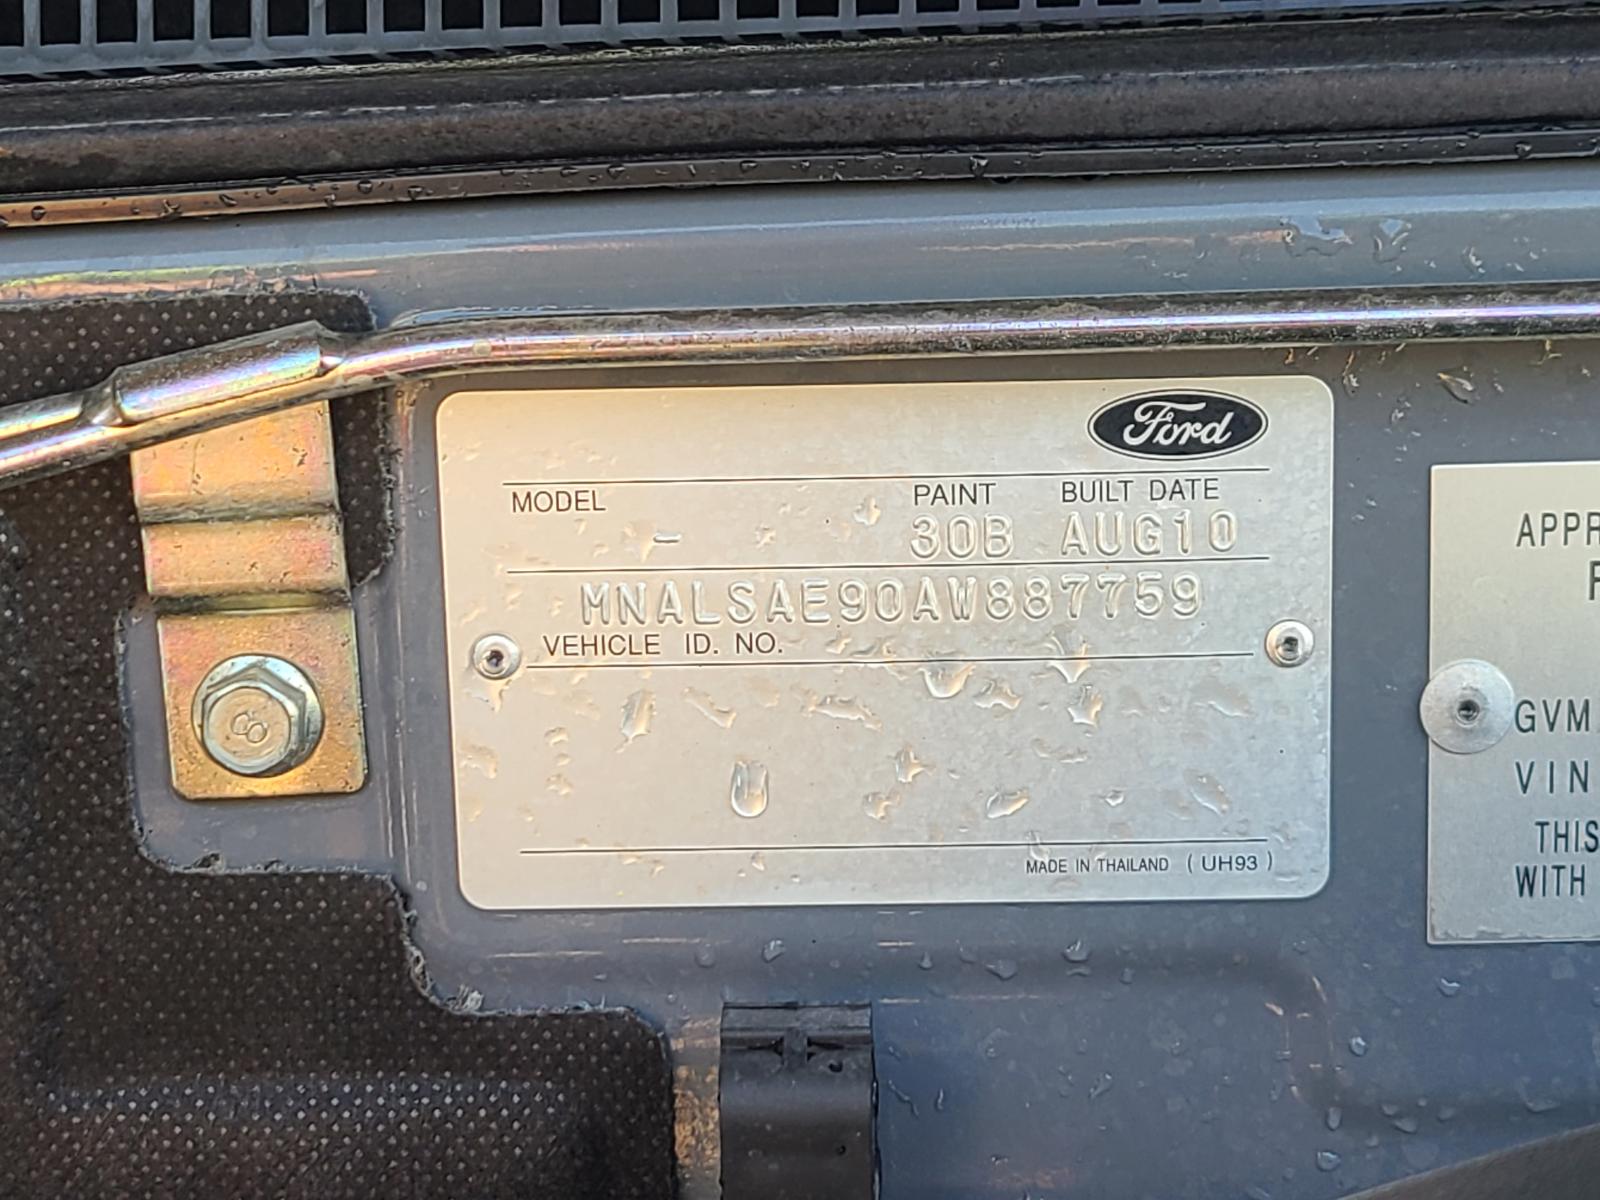 Ford
MODEL PAINT BUILT DATE
- 30B AUG10
MNALSAE90AW887759
VEHICLE ID. NO.
MADE IN THAILAND (UH93)
8
APPR
F
GVM
VIN
THIS
WITH